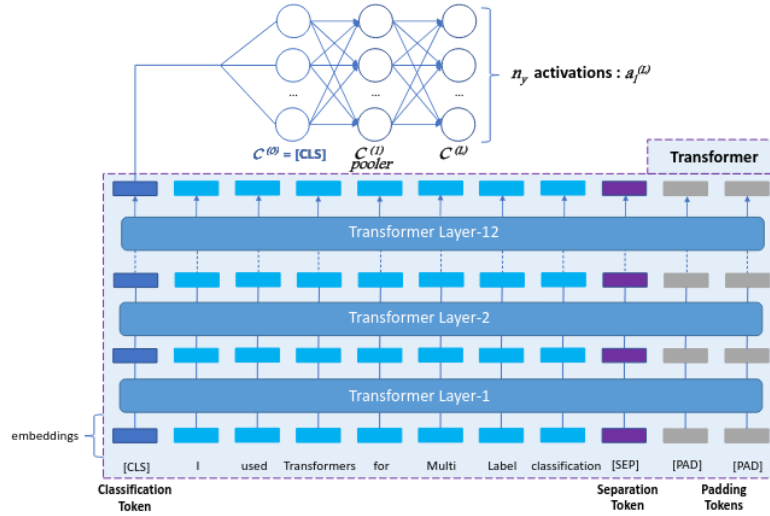 ... ... ...
n_y activations : a_l^(L)
C^(0) = [CLS] C^(1) C^(L)
pooler
Transformer
Transformer Layer-12
Transformer Layer-2
Transformer Layer-1
embeddings
[CLS] I used Transformers for Multi Label classification [SEP] [PAD] [PAD]
Classification Separation Padding
Token Token Tokens